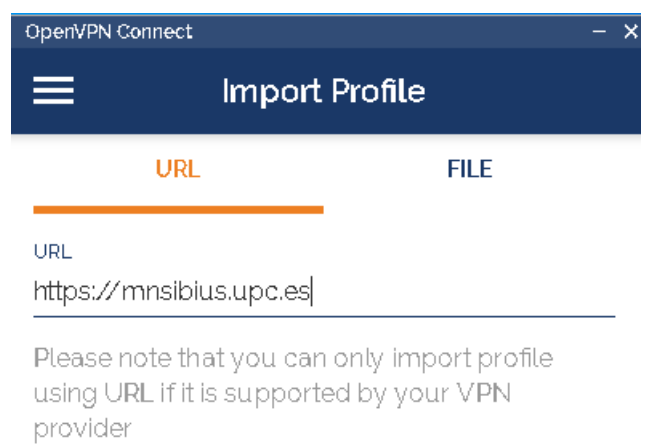 OpenVPN Connect
Import Profile
URL FILE
URL
https://mnsibius.upc.es
Please note that you can only import profile
using URL if it is supported by your VPN
provider